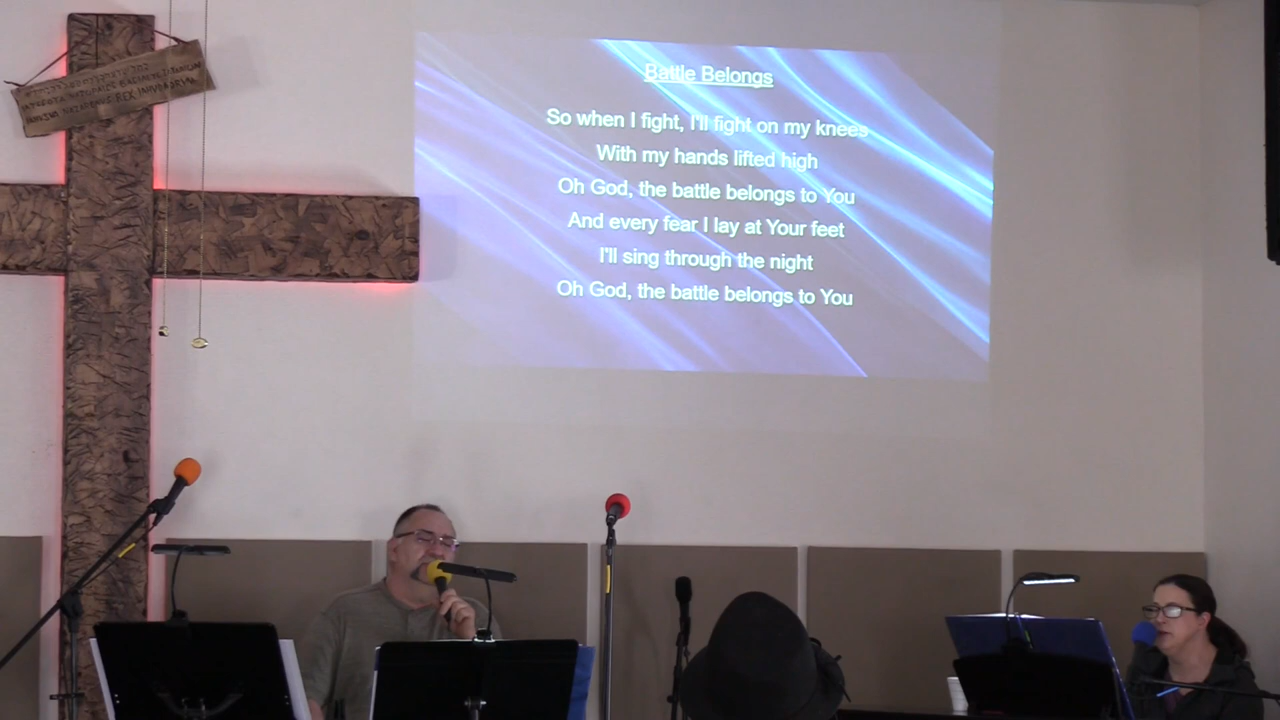 Battle Belongs
So when I fight, I'll fight on my knees
With my hands lifted high
Oh God, the battle belongs to You
And every fear I lay at Your feet
I'll sing through the night
Oh God, the battle belongs to You
REX